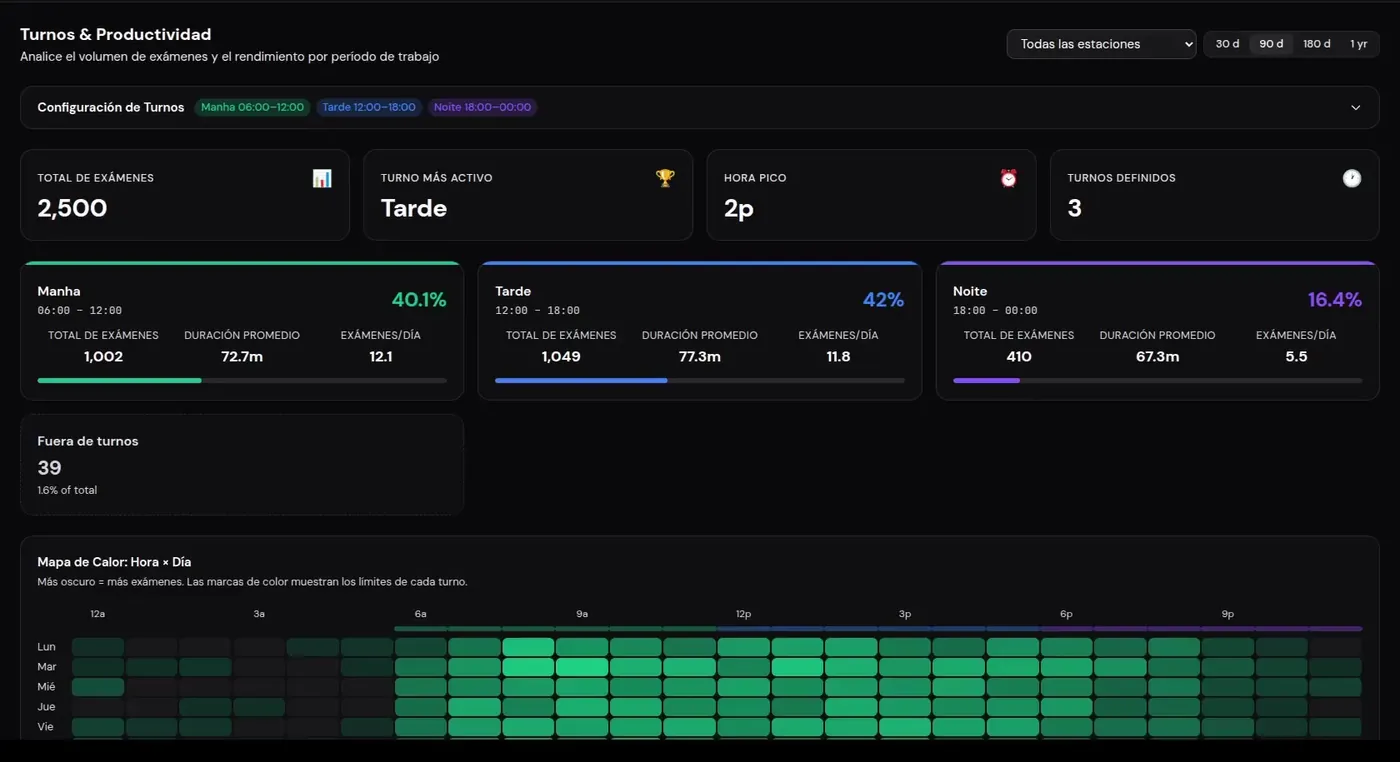 Turnos & Productividad
Analice el volumen de exámenes y el rendimiento por período de trabajo
Todas las estaciones
30 d 90 d 180 d 1 yr
Configuración de Turnos Manha 06:00–12:00 Tarde 12:00–18:00 Noite 18:00–00:00
TOTAL DE EXÁMENES
2,500
TURNO MÁS ACTIVO
Tarde
HORA PICO
2p
TURNOS DEFINIDOS
3
Manha
06:00 – 12:00
40.1%
TOTAL DE EXÁMENES DURACIÓN PROMEDIO EXÁMENES/DÍA
1,002 72.7m 12.1
Tarde
12:00 – 18:00
42%
TOTAL DE EXÁMENES DURACIÓN PROMEDIO EXÁMENES/DÍA
1,049 77.3m 11.8
Noite
18:00 – 00:00
16.4%
TOTAL DE EXÁMENES DURACIÓN PROMEDIO EXÁMENES/DÍA
410 67.3m 5.5
Fuera de turnos
39
1.6% of total
Mapa de Calor: Hora × Día
Más oscuro = más exámenes. Las marcas de color muestran los límites de cada turno.
12a 3a 6a 9a 12p 3p 6p 9p
Lun
Mar
Mié
Jue
Vie